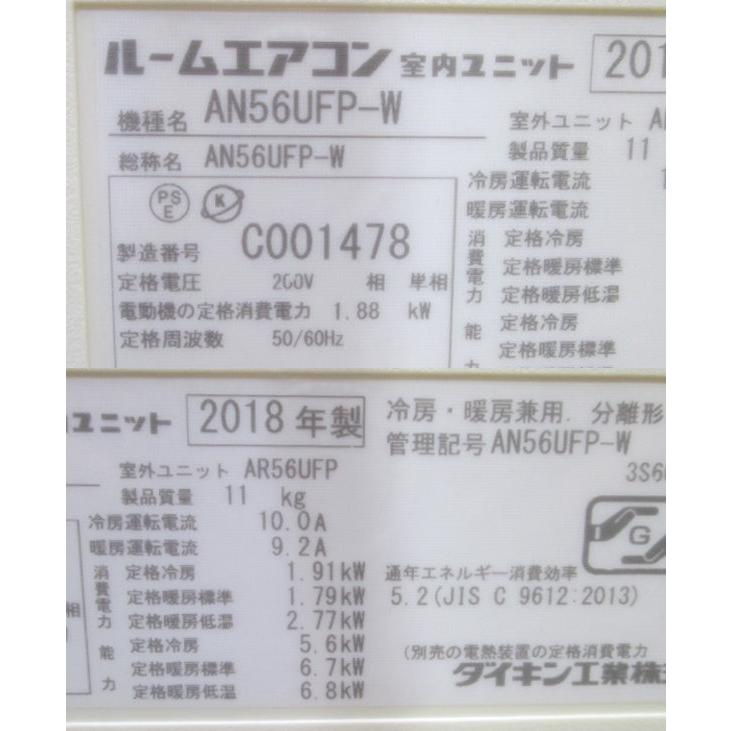 ルームエアコン 室内ユニット 201
機種名 AN56UFP-W
総称名 AN56UFP-W
室外ユニット A
製品質量 11
冷房運転電流 1
暖房運転電流
PS
E
K
製造番号 C001478
定格電圧 200V 相 単相
電動機の定格消費電力 1.88 kW
定格周波数 50/60Hz
消費電力 定格冷房
定格暖房標準
定格暖房低温
能 定格冷房
定格暖房標準
ユニット 2018年製
冷房・暖房兼用. 分離形
管理記号 AN56UFP-W
3S6
室外ユニット AR56UFP
製品質量 11 kg
冷房運転電流 10.0A
暖房運転電流 9.2A
相
消費電力 定格冷房 1.91kW
定格暖房標準 1.79kW
定格暖房低温 2.77kW
能力 定格冷房 5.6kW
定格暖房標準 6.7kW
定格暖房低温 6.8kW
G
通年エネルギー消費効率
5.2(JIS C 9612:2013)
(別売の電熱装置の定格消費電力
ダイキン工業株